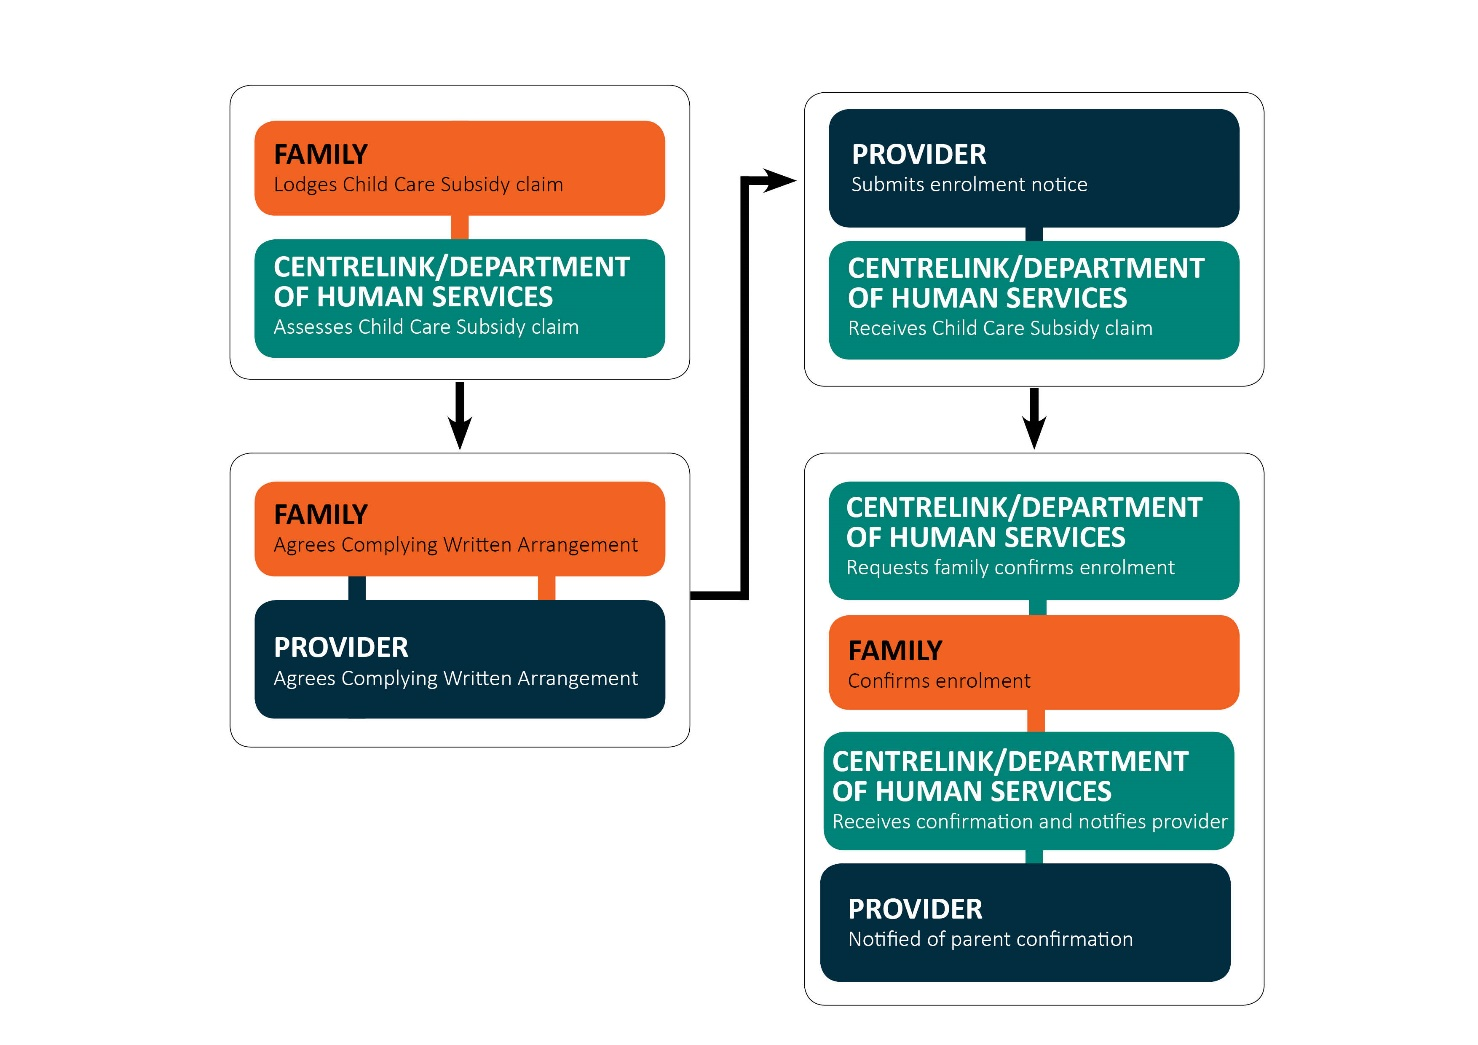 FAMILY
Lodges Child Care Subsidy claim
CENTRELINK/DEPARTMENT
OF HUMAN SERVICES
Assesses Child Care Subsidy claim
FAMILY
Agrees Complying Written Arrangement
PROVIDER
Agrees Complying Written Arrangement
PROVIDER
Submits enrolment notice
CENTRELINK/DEPARTMENT
OF HUMAN SERVICES
Receives Child Care Subsidy claim
CENTRELINK/DEPARTMENT
OF HUMAN SERVICES
Requests family confirms enrolment
FAMILY
Confirms enrolment
CENTRELINK/DEPARTMENT
OF HUMAN SERVICES
Receives confirmation and notifies provider
PROVIDER
Notified of parent confirmation